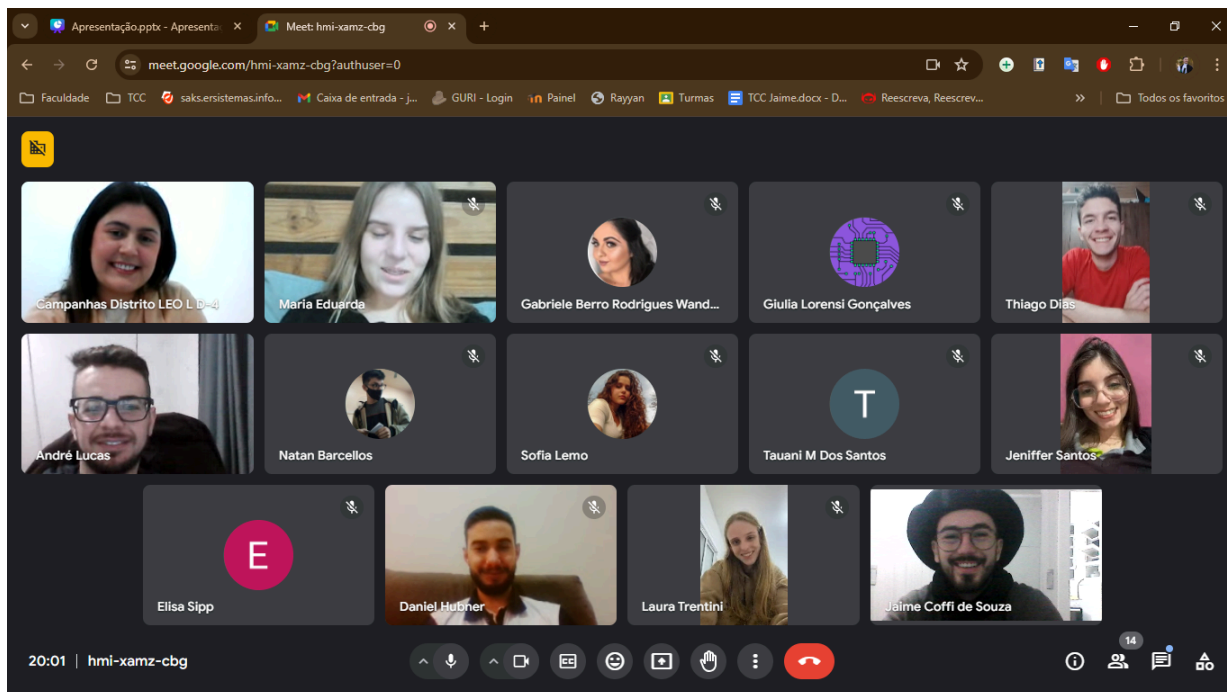 Apresentação.pptx - Apresenta
Meet: hmi-xamz-cbg
meet.google.com/hmi-xamz-cbg?authuser=0
Faculdade
TCC
saks.ersistemas.info...
Caixa de entrada - j...
GURI - Login
Painel
Rayyan
Turmas
TCC Jaime.docx - D...
Reescreva, Reescrev...
Todos os favoritos
Campanhas Distrito LEO L D-4
Maria Eduarda
Gabriele Berro Rodrigues Wand...
Giulia Lorensi Gonçalves
Thiago Dias
André Lucas
Natan Barcellos
Sofia Lemo
T
Tauani M Dos Santos
Jeniffer Santos
E
Elisa Sipp
Daniel Hubner
Laura Trentini
Jaime Coffi de Souza
20:01 | hmi-xamz-cbg
CC
14